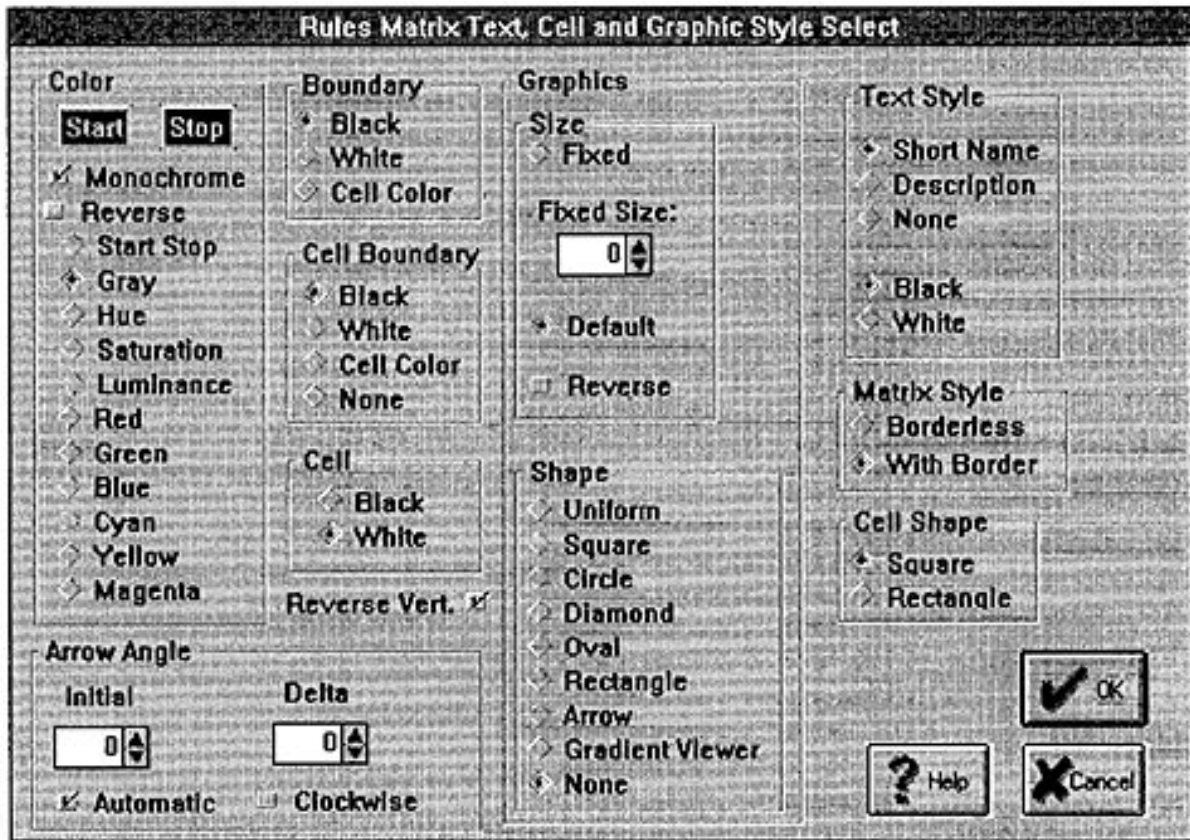 Rules Matrix Text, Cell and Graphic Style Select
Color
Start Stop
Monochrome
Reverse
Start Stop
Gray
Hue
Saturation
Luminance
Red
Green
Blue
Cyan
Yellow
Magenta
Boundary
Black
White
Cell Color
Cell Boundary
Black
White
Cell Color
None
Cell
Black
White
Reverse Vert.
Arrow Angle
Initial Delta
0 0
Automatic Clockwise
Graphics
Size
Fixed
Fixed Size:
0
Default
Reverse
Shape
Uniform
Square
Circle
Diamond
Oval
Rectangle
Arrow
Gradient Viewer
None
Text Style
Short Name
Description
None
Black
White
Matrix Style
Borderless
With Border
Cell Shape
Square
Rectangle
OK
? Help
Cancel